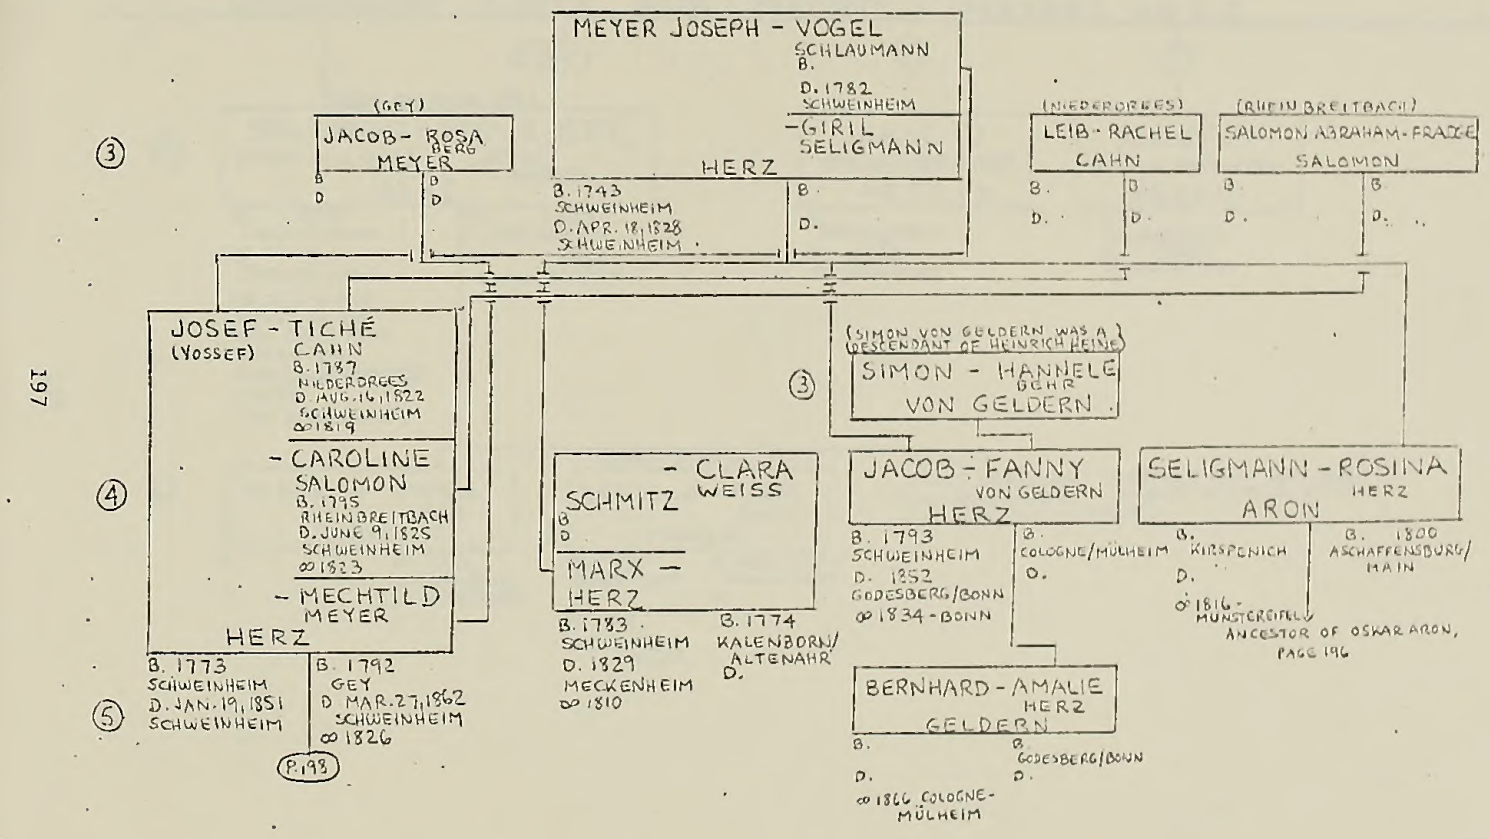 MEYER JOSEPH - VOGEL
SCHLAUMANN
B.
D. 1782
SCHWEINHEIM
- GIRIL
SELIGMANN
HERZ
B. 1743
SCHWEINHEIM
D. APR. 18, 1828
SCHWEINHEIM
B.
D.
③
(GEY)
JACOB - ROSA
BERG
MEYER
B
D
B
D
(NIEDERDREES)
LEIB - RACHEL
CAHN
B.
D.
B.
D.
(RHEINBREITBACH)
SALOMON ABRAHAM - FRADGE
SALOMON
B.
D.
B.
D.
197
JOSEF - TICHÉ
(YOSSEF)
CAHN
B. 1787
NIEDERDREES
D. AUG. 16, 1822
SCHWEINHEIM
∞ 1819
- CAROLINE
SALOMON
B. 1795
RHEINBREITBACH
D. JUNE 9, 1825
SCHWEINHEIM
∞ 1823
- MECHTILD
MEYER
HERZ
B. 1773
SCHWEINHEIM
D. JAN. 19, 1851
SCHWEINHEIM
B. 1792
GEY
D MAR. 27, 1862
SCHWEINHEIM
∞ 1826
P. 198
④
⑤
- CLARA
WEISS
SCHMITZ
B
D
MARX -
HERZ
B. 1783
SCHWEINHEIM
D. 1829
MECKENHEIM
∞ 1810
B. 1774
KALENBORN/
ALTENAHR
D.
(SIMON VON GELDERN WAS A
DESCENDANT OF HEINRICH HEINE)
③
SIMON - HANNELE
BEHR
VON GELDERN
JACOB - FANNY
VON GELDERN
HERZ
B. 1793
SCHWEINHEIM
D. 1852
GODESBERG/BONN
∞ 1834 - BONN
B.
COLOGNE/MÜLHEIM
D.
SELIGMANN - ROSINA
HERZ
ARON
B.
KIRSPENICH
D.
∞ 1816 -
MÜNSTEREIFEL
B. 1800
ASCHAFFENSBURG/
MAIN
ANCESTOR OF OSKAR ARON,
PAGE 196
BERNHARD - AMALIE
HERZ
GELDERN
B.
D.
∞ 1866 COLOGNE-
MÜLHEIM
B.
GODESBERG/BONN
D.